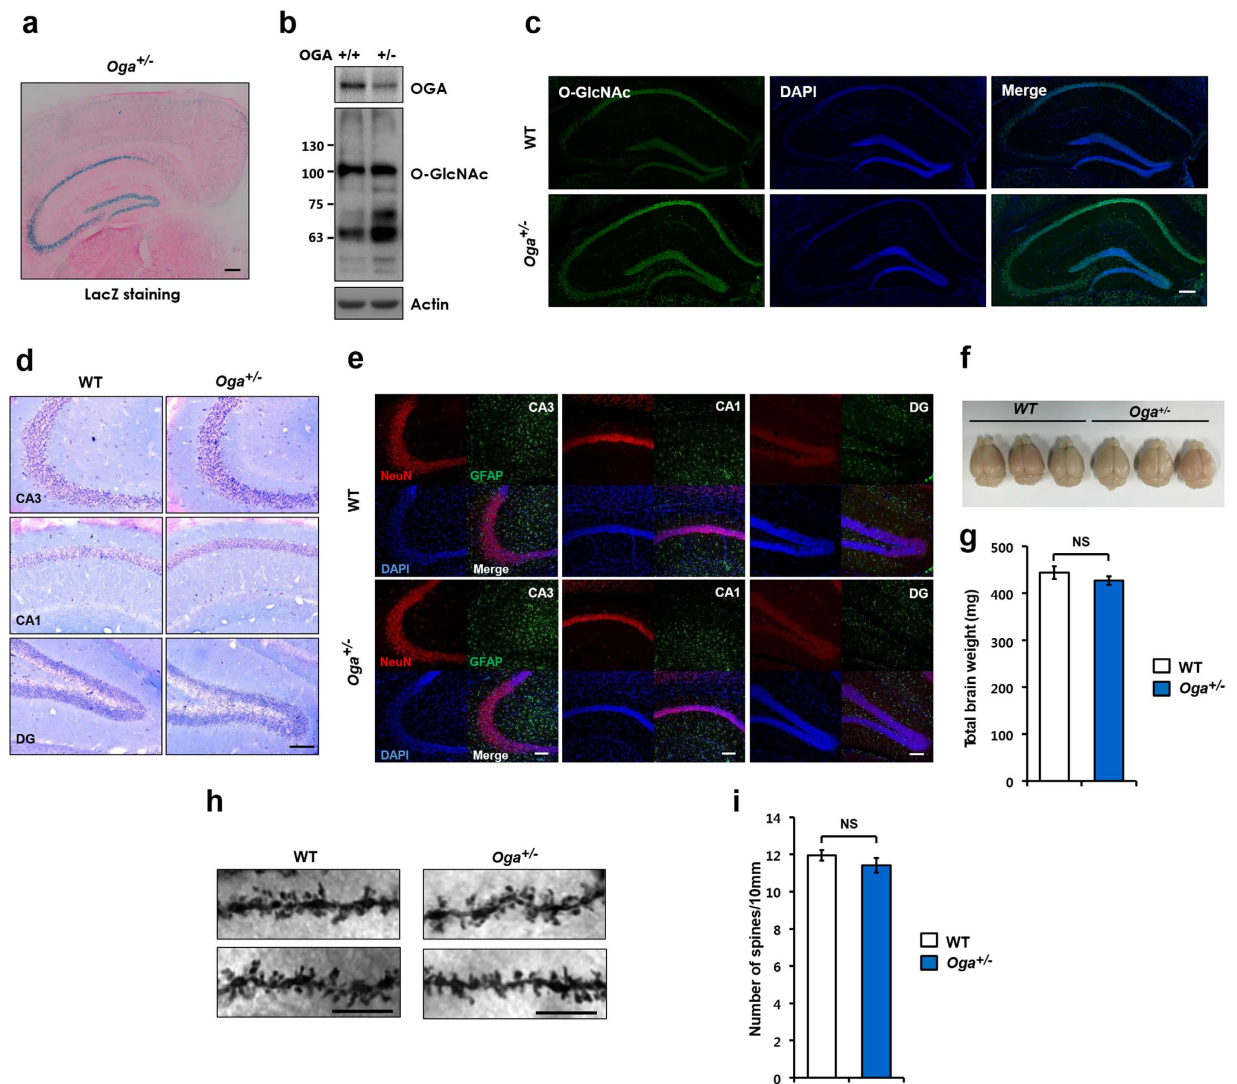 a
Oga+/-
LacZ staining
b
OGA +/+ +/-
OGA
130
100
75
63
O-GlcNAc
Actin
c
O-GlcNAc DAPI Merge
WT
Oga+/-
d
WT Oga+/-
CA3
CA1
DG
e
CA3 CA1 DG
NeuN GFAP
WT
DAPI Merge
CA3 CA1 DG
NeuN GFAP
Oga+/-
DAPI Merge
f
WT Oga+/-
g
NS
500
400
300
200
100
0
Total brain weight (mg)
WT
Oga+/-
h
WT Oga+/-
i
NS
14
12
10
8
6
4
2
0
Number of spines/10mm
WT
Oga+/-